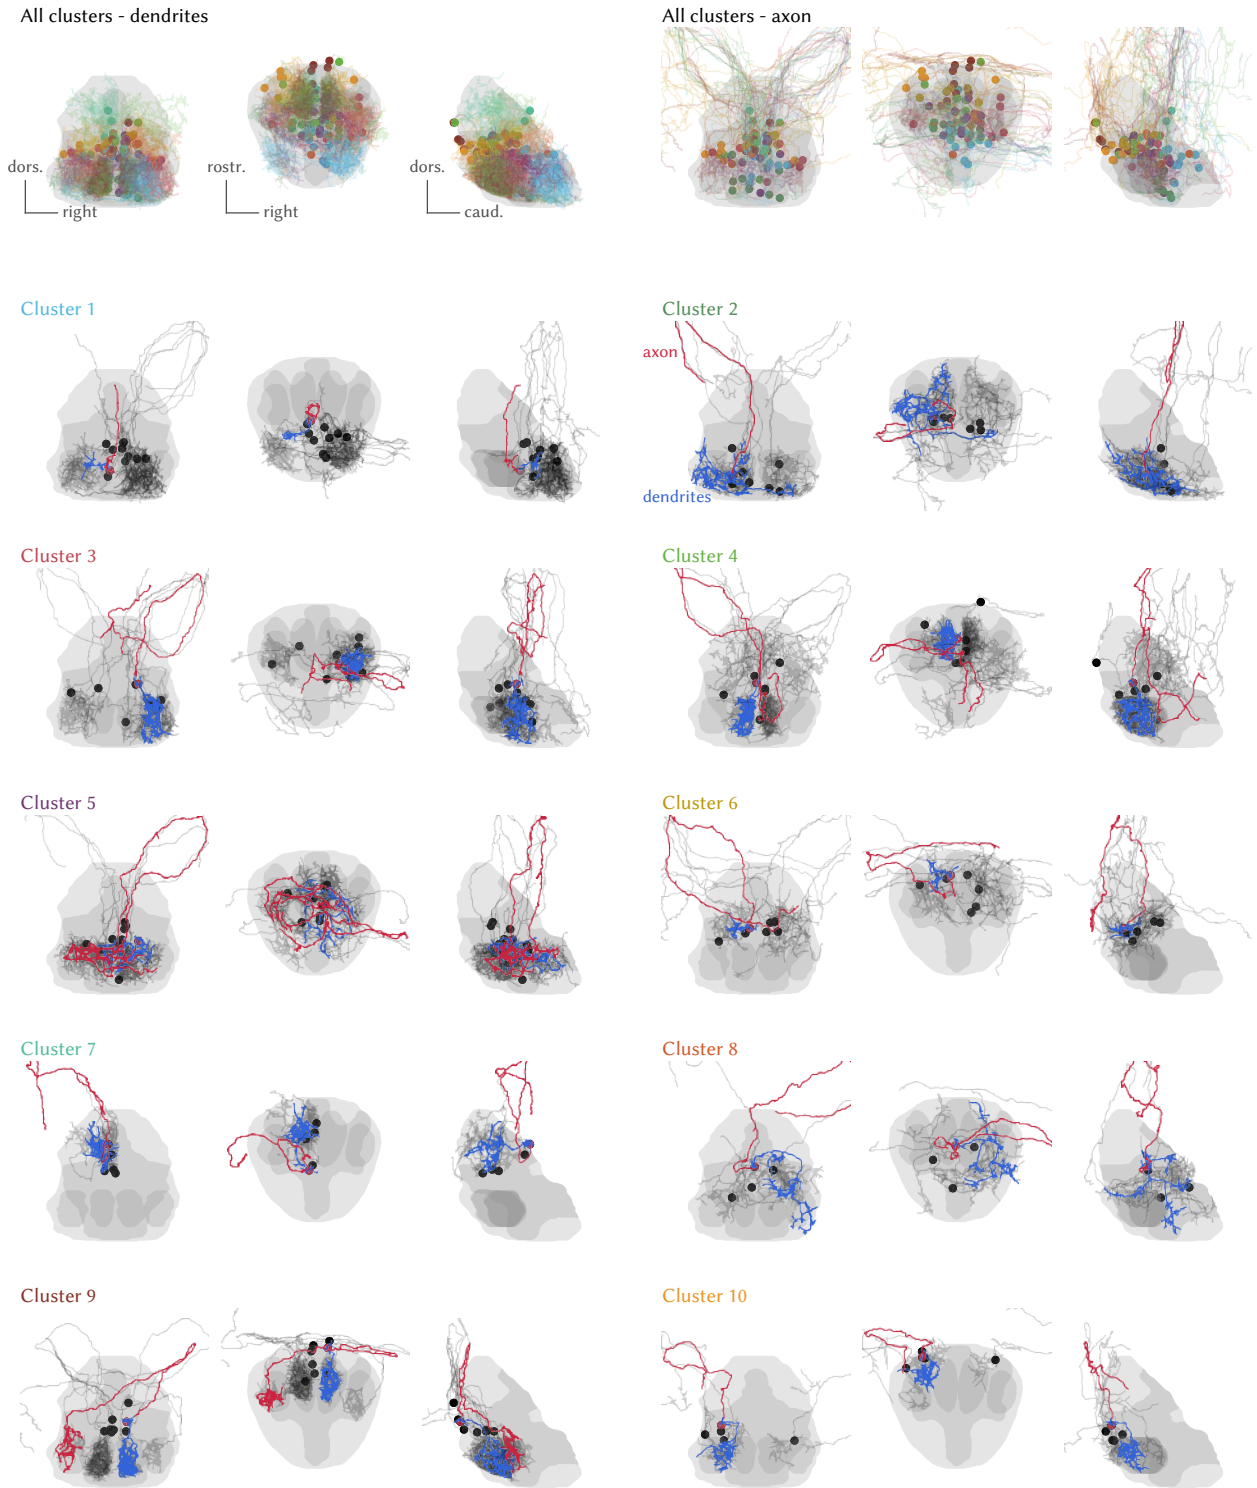 All clusters - dendrites
All clusters - axon
dors.
right
rostr.
right
dors.
caud.
Cluster 1
Cluster 2
axon
dendrites
Cluster 3
Cluster 4
Cluster 5
Cluster 6
Cluster 7
Cluster 8
Cluster 9
Cluster 10